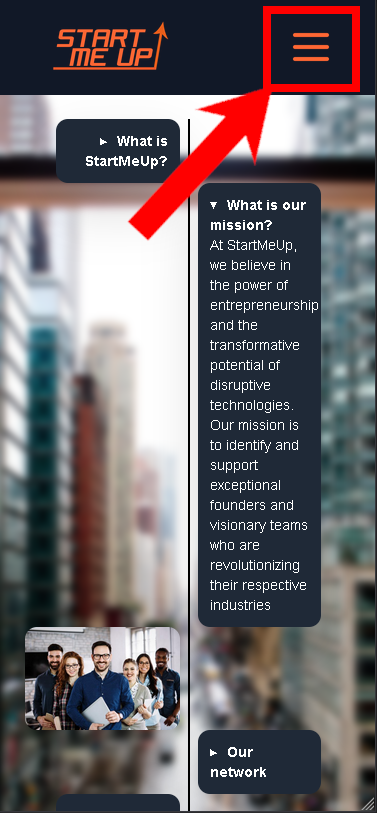 START
ME UP
► What is
StartMeUp?
▼ What is our
mission?
At StartMeUp,
we believe in
the power of
entrepreneurship
and the
transformative
potential of
disruptive
technologies.
Our mission is
to identify and
support
exceptional
founders and
visionary teams
who are
revolutionizing
their respective
industries
► Our
network